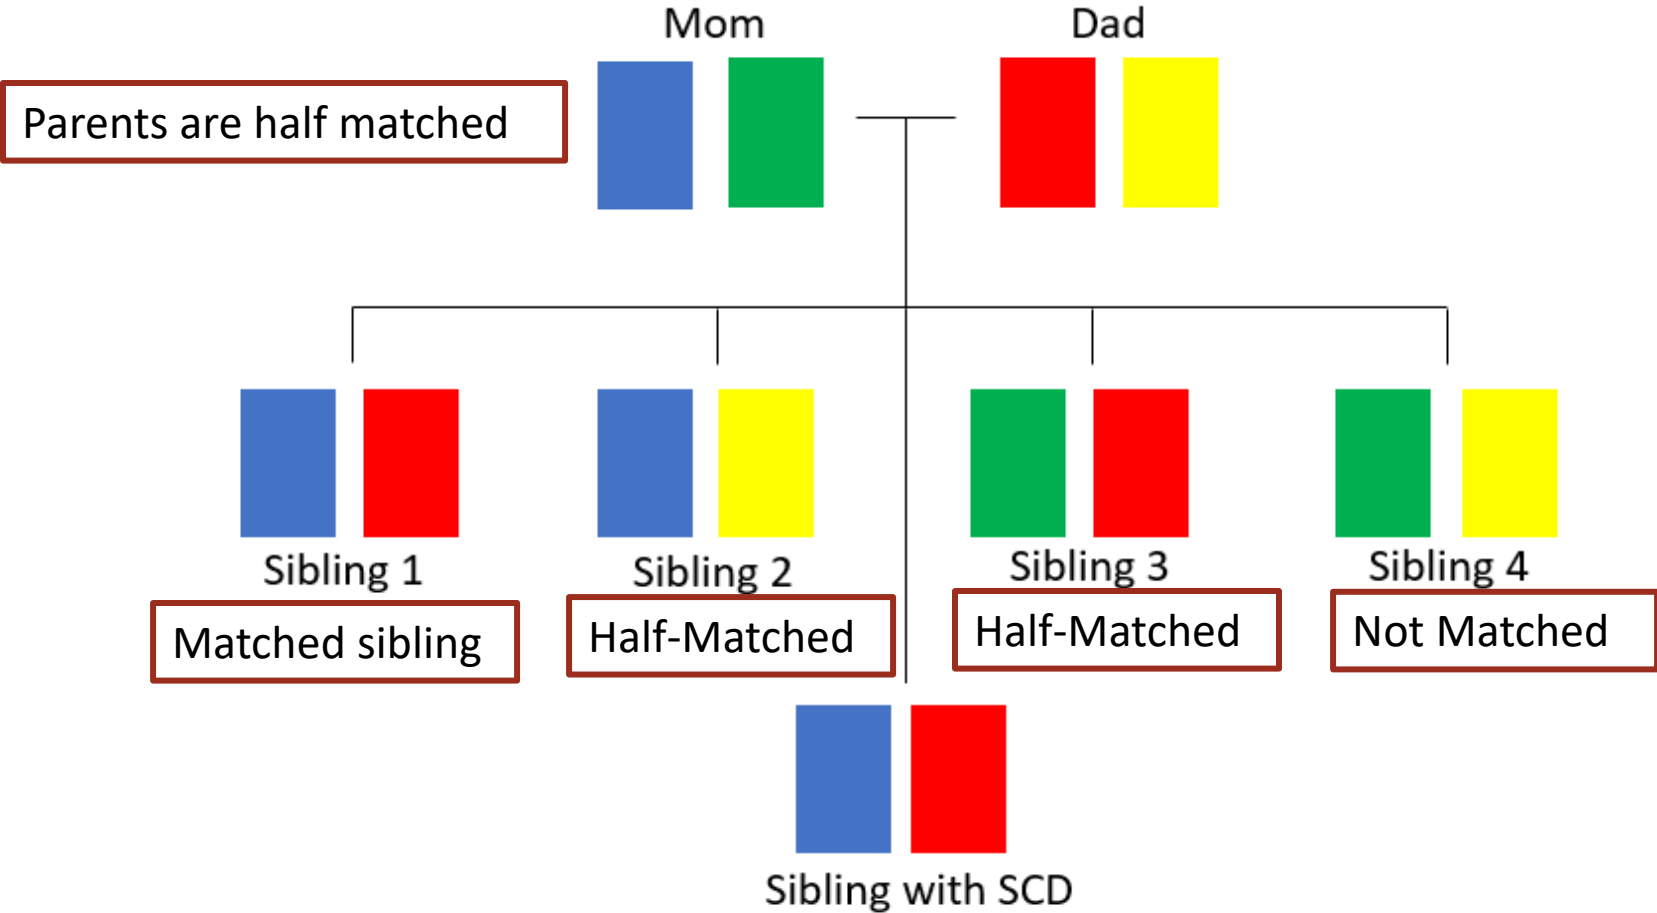 Mom
Dad
Parents are half matched
Sibling 1
Sibling 2
Sibling 3
Sibling 4
Matched sibling
Half-Matched
Half-Matched
Not Matched
Sibling with SCD